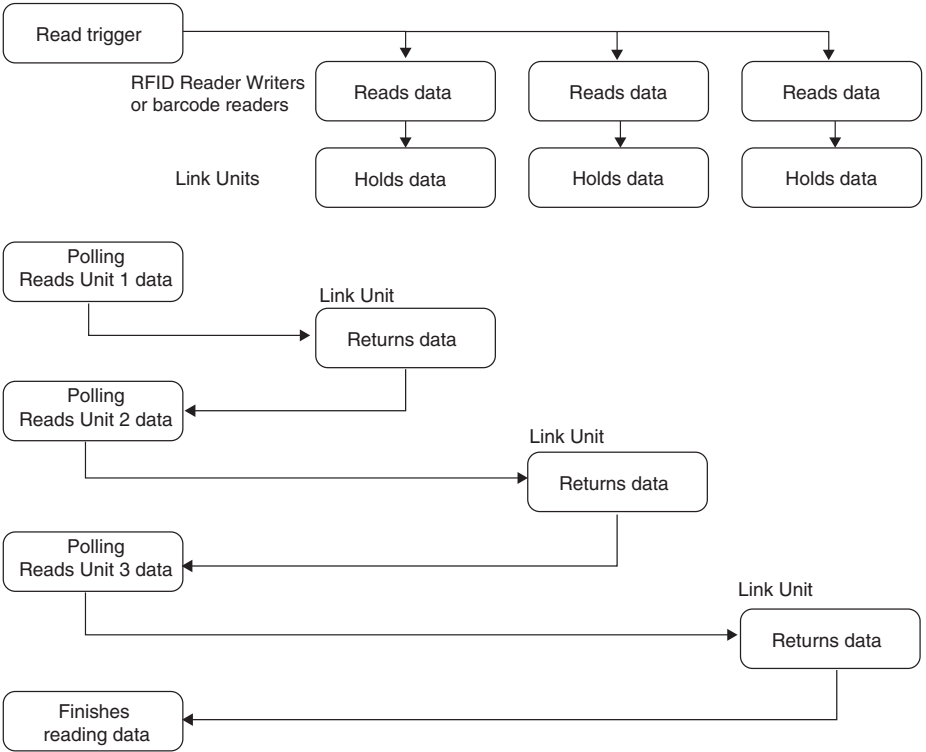 Read trigger
RFID Reader Writers
or barcode readers
Reads data
Reads data
Reads data
Link Units
Holds data
Holds data
Holds data
Polling
Reads Unit 1 data
Link Unit
Returns data
Polling
Reads Unit 2 data
Link Unit
Returns data
Polling
Reads Unit 3 data
Link Unit
Returns data
Finishes
reading data